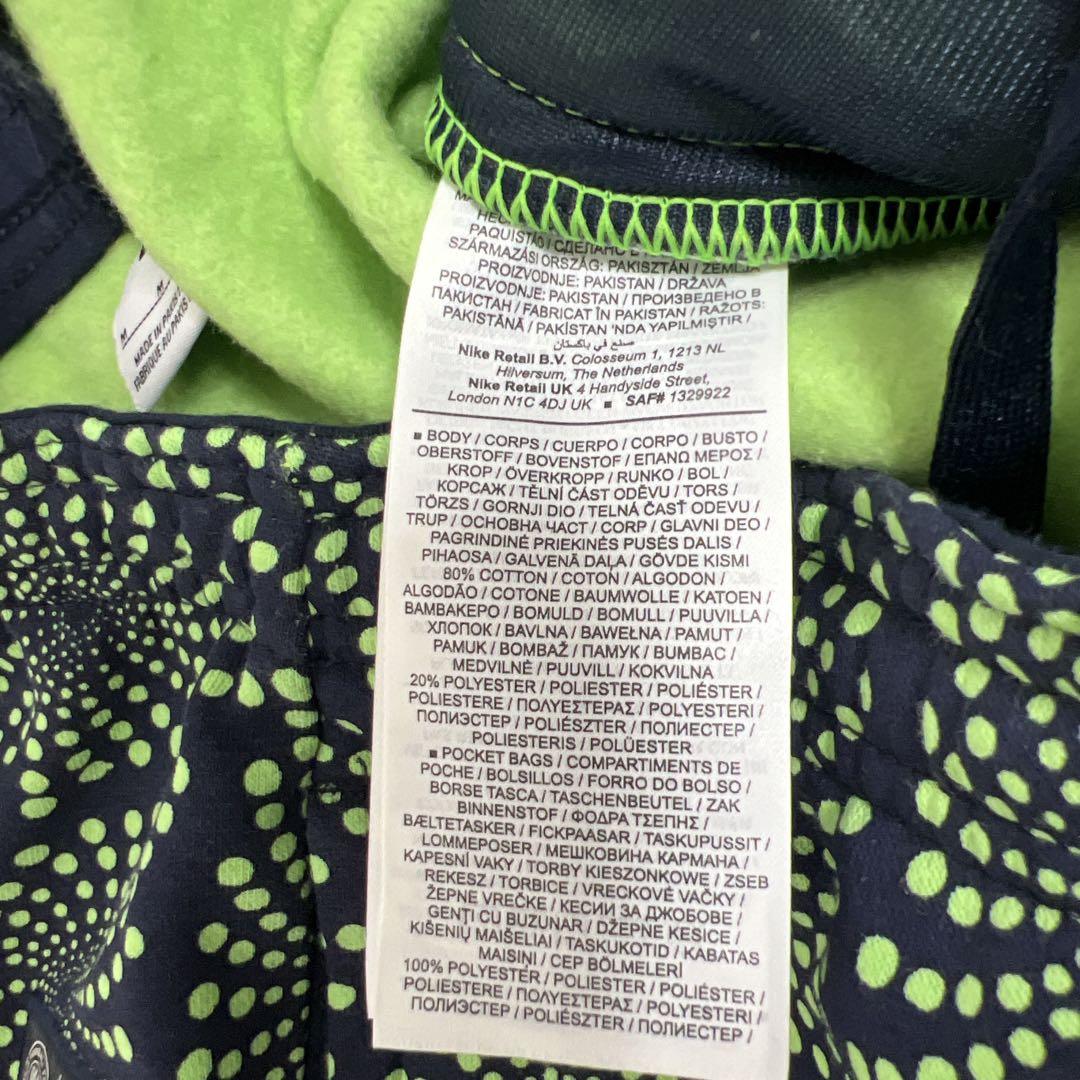 PAQUISTÃO / СДЕЛАНО В
SZÁRMAZÁSI ORSZÁG: PAKISZTÁN / ZEMLJA
PROIZVODNJE: PAKISTAN / DRŽAVA
PROIZVODNJE: PAKISTAN / ПРОИЗВЕДЕНО В
ПАКИСТАН / FABRICAT ÎN PAKISTAN / RAŽOTS:
PAKISTĀNĀ / PAKİSTAN 'NDA YAPILMIŞTIR /
صنع في باكستان
Nike Retail B.V. Colosseum 1, 1213 NL
Hilversum, The Netherlands
Nike Retail UK 4 Handyside Street,
London N1C 4DJ UK ■ SAF# 1329922
■ BODY / CORPS / CUERPO / CORPO / BUSTO /
OBERSTOFF / BOVENSTOF / ΕΠΑΝΩ ΜΕΡΟΣ /
KROP / ÖVERKROPP / RUNKO / BOL /
КОРСАЖ / TĚLNÍ ČÁST ODĚVU / TORS /
TÖRZS / GORNJI DIO / TELNÁ ČASŤ ODEVU /
TRUP / ОСНОВНА ЧАСТ / CORP / GLAVNI DEO /
PAGRINDINĖ PRIEKINĖS PUSĖS DALIS /
PIHAOSA / GALVENĀ DAĻA / GÖVDE KISMI
80% COTTON / COTON / ALGODON /
ALGODÃO / COTONE / BAUMWOLLE / KATOEN /
ΒΑΜΒΑΚΕΡΟ / BOMULD / BOMULL / PUUVILLA /
ХЛОПОК / BAVLNA / BAWEŁNA / PAMUT /
PAMUK / BOMBAŽ / ПАМУК / BUMBAC /
MEDVILNĖ / PUUVILL / KOKVILNA
20% POLYESTER / POLIESTER / POLIÉSTER /
POLIESTERE / ΠΟΛΥΕΣΤΕΡΑΣ / POLYESTERI /
ПОЛИЭСТЕР / POLIÉSZTER / ПОЛИЕСТЕР /
POLIESTERIS / POLÜESTER
■ POCKET BAGS / COMPARTIMENTS DE
POCHE / BOLSILLOS / FORRO DO BOLSO /
BORSE TASCA / TASCHENBEUTEL / ZAK
BINNENSTOF / ΦΟΔΡΑ ΤΣΕΠΗΣ /
BÆLTETASKER / FICKPAASAR / TASKUPUSSIT /
LOMMEPOSER / МЕШКОВИНА КАРМАНА /
KAPESNÍ VAKY / TORBY KIESZONKOWE / ZSEB
REKESZ / TORBICE / VRECKOVÉ VAČKY /
ŽEPNE VREČKE / КЕСИИ ЗА ДЖОБОВЕ /
GENȚI CU BUZUNAR / DŽEPNE KESICE /
KIŠENIŲ MAIŠELIAI / TASKUKOTID / KABATAS
MAISIŅI / CEP BÖLMELERİ
100% POLYESTER / POLIESTER / POLIÉSTER /
POLIESTERE / ΠΟΛΥΕΣΤΕΡΑΣ / POLYESTERI /
ПОЛИЭСТЕР / POLIÉSZTER / ПОЛИЕСТЕР /
M
M
MADE IN PAKIS
FABRIQUE AU PAKIS